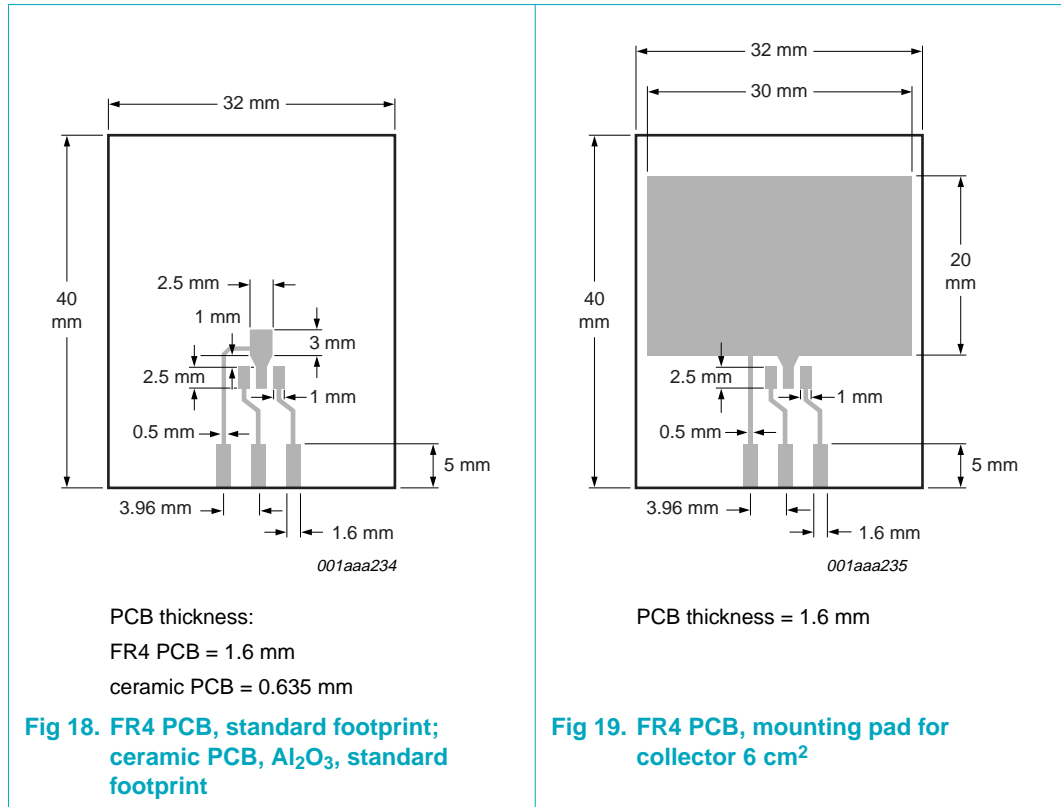 32 mm
40
mm
2.5 mm
1 mm
3 mm
2.5 mm
1 mm
0.5 mm
5 mm
3.96 mm
1.6 mm
001aaa234
PCB thickness:
FR4 PCB = 1.6 mm
ceramic PCB = 0.635 mm
Fig 18. FR4 PCB, standard footprint;
ceramic PCB, Al₂O₃, standard
footprint
32 mm
30 mm
40
mm
20
mm
2.5 mm
1 mm
0.5 mm
5 mm
3.96 mm
1.6 mm
001aaa235
PCB thickness = 1.6 mm
Fig 19. FR4 PCB, mounting pad for
collector 6 cm²